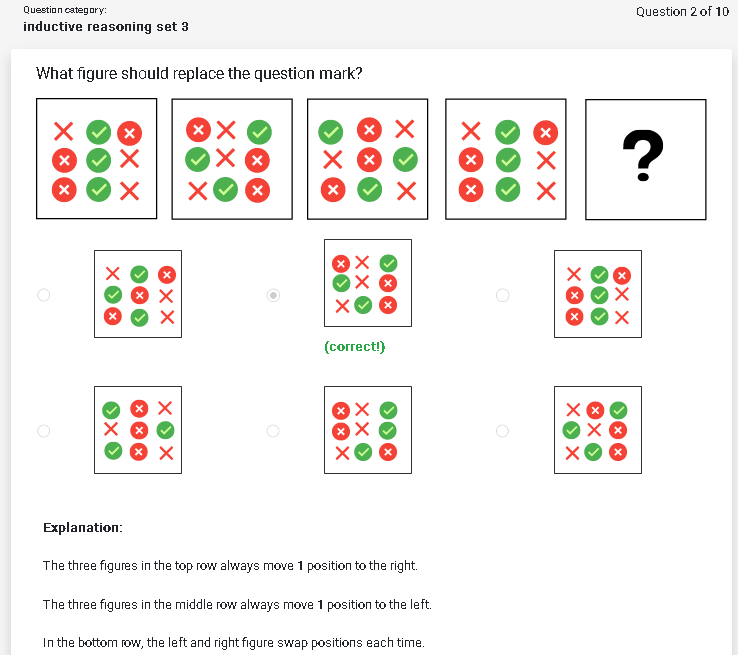 Question category:
Question 2 of 10
inductive reasoning set 3
What figure should replace the question mark?
?
(correct!)
Explanation:
The three figures in the top row always move 1 position to the right.
The three figures in the middle row always move 1 position to the left.
In the bottom row, the left and right figure swap positions each time.